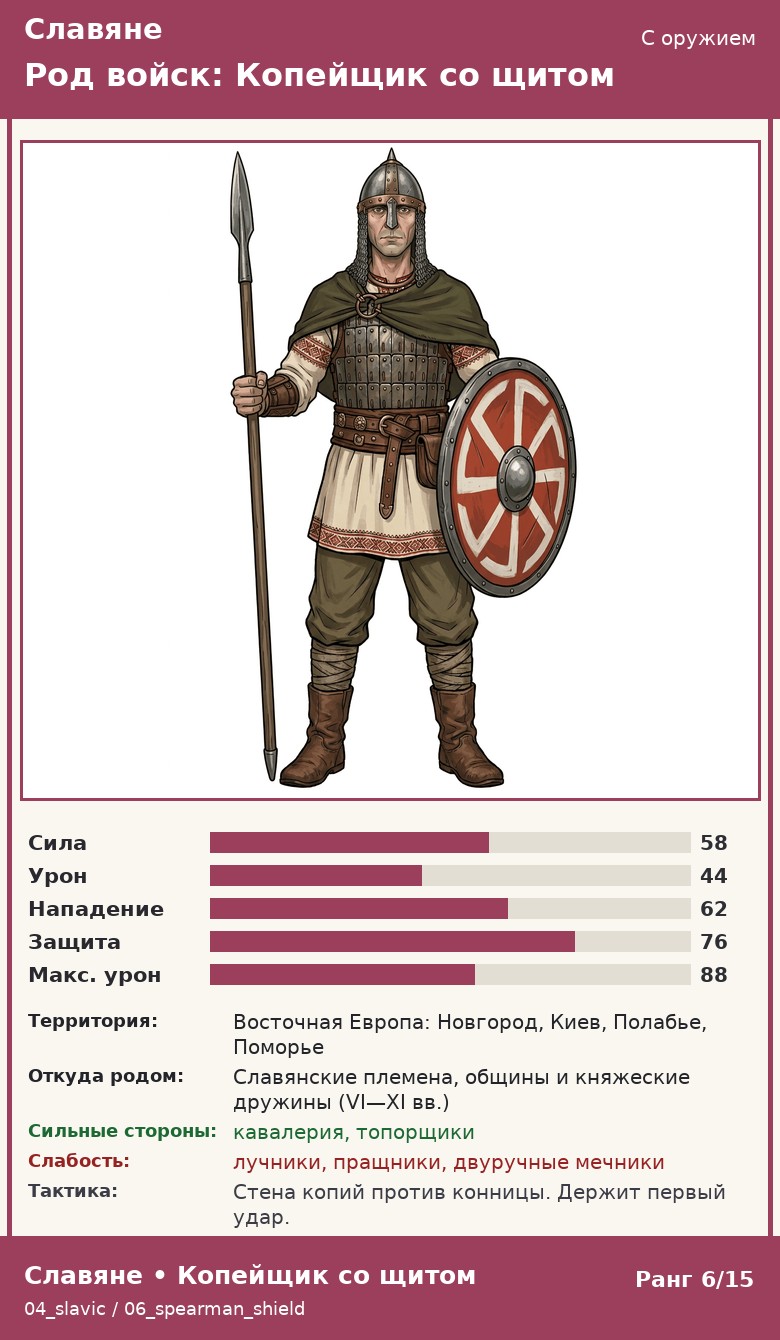 Славяне
С оружием
Род войск: Копейщик со щитом
Сила 58
Урон 44
Нападение 62
Защита 76
Макс. урон 88
Территория: Восточная Европа: Новгород, Киев, Полабье,
Поморье
Откуда родом: Славянские племена, общины и княжеские
дружины (VI—XI вв.)
Сильные стороны: кавалерия, топорщики
Слабость: лучники, пращники, двуручные мечники
Тактика: Стена копий против конницы. Держит первый
удар.
Славяне • Копейщик со щитом
Ранг 6/15
04_slavic / 06_spearman_shield